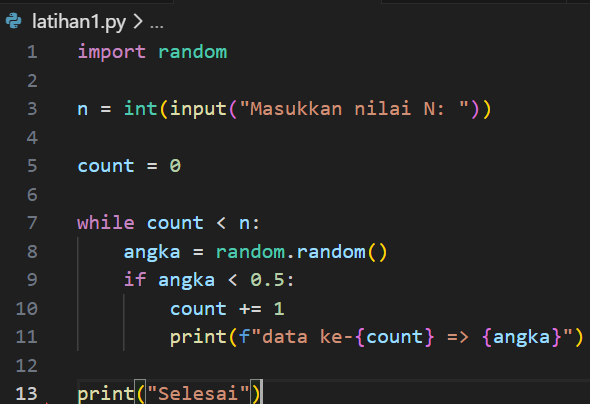 latihan1.py > ...
1 import random
2
3 n = int(input("Masukkan nilai N: "))
4
5 count = 0
6
7 while count < n:
8     angka = random.random()
9     if angka < 0.5:
10         count += 1
11         print(f"data ke-{count} => {angka}")
12
13 print("Selesai")